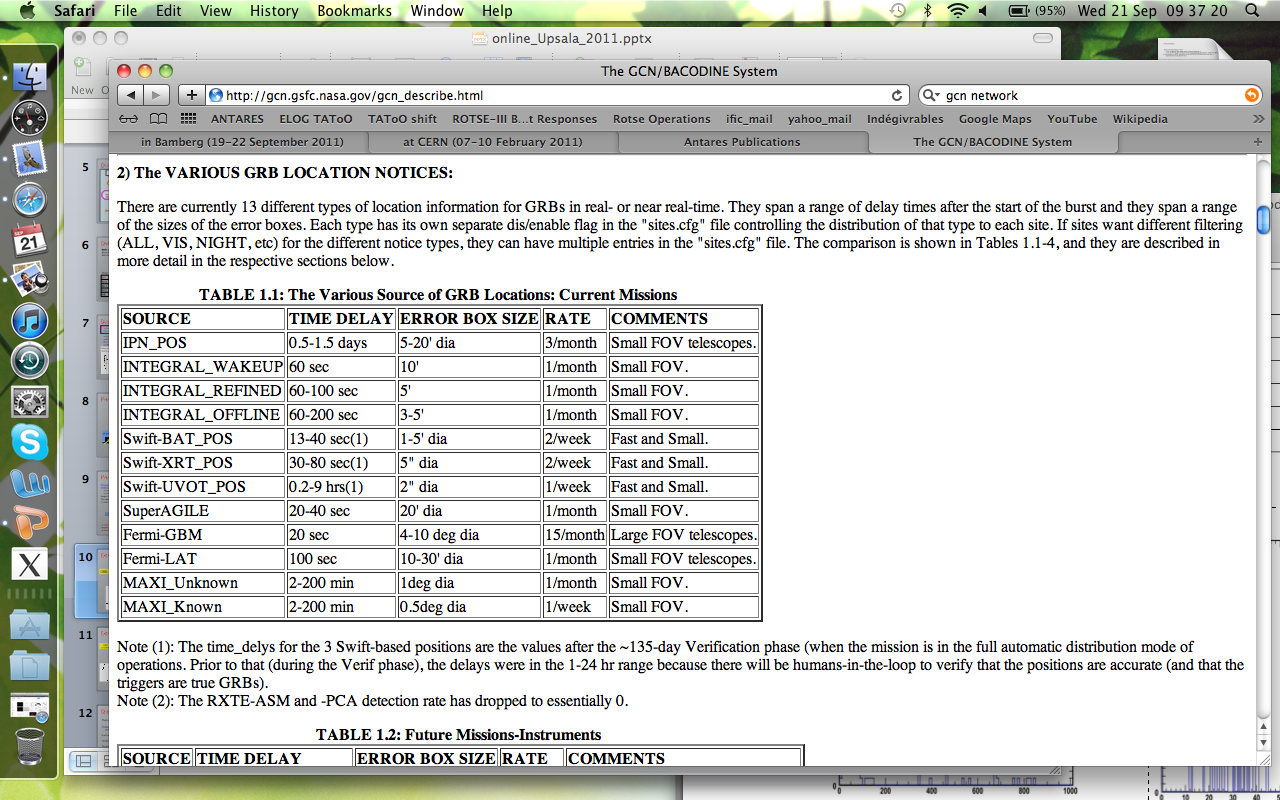 Safari File Edit View History Bookmarks Window Help (95%) Wed 21 Sep 09 37 20
online_Upsala_2011.pptx
New
The GCN/BACODINE System
http://gcn.gsfc.nasa.gov/gcn_describe.html gcn network
ANTARES ELOG TAToO TAToO shift ROTSE-III B...t Responses Rotse Operations ific_mail yahoo_mail Indégivrables Google Maps YouTube Wikipedia
in Bamberg (19-22 September 2011) at CERN (07-10 February 2011) Antares Publications The GCN/BACODINE System
2) The VARIOUS GRB LOCATION NOTICES:
There are currently 13 different types of location information for GRBs in real- or near real-time. They span a range of delay times after the start of the burst and they span a range
of the sizes of the error boxes. Each type has its own separate dis/enable flag in the "sites.cfg" file controlling the distribution of that type to each site. If sites want different filtering
(ALL, VIS, NIGHT, etc) for the different notice types, they can have multiple entries in the "sites.cfg" file. The comparison is shown in Tables 1.1-4, and they are described in
more detail in the respective sections below.
TABLE 1.1: The Various Source of GRB Locations: Current Missions
SOURCE TIME DELAY ERROR BOX SIZE RATE COMMENTS
IPN_POS 0.5-1.5 days 5-20' dia 3/month Small FOV telescopes.
INTEGRAL_WAKEUP 60 sec 10' 1/month Small FOV.
INTEGRAL_REFINED 60-100 sec 5' 1/month Small FOV.
INTEGRAL_OFFLINE 60-200 sec 3-5' 1/month Small FOV.
Swift-BAT_POS 13-40 sec(1) 1-5' dia 2/week Fast and Small.
Swift-XRT_POS 30-80 sec(1) 5" dia 2/week Fast and Small.
Swift-UVOT_POS 0.2-9 hrs(1) 2" dia 1/week Fast and Small.
SuperAGILE 20-40 sec 20' dia 1/month Small FOV.
Fermi-GBM 20 sec 4-10 deg dia 15/month Large FOV telescopes.
Fermi-LAT 100 sec 10-30' dia 1/month Small FOV telescopes.
MAXI_Unknown 2-200 min 1deg dia 1/month Small FOV.
MAXI_Known 2-200 min 0.5deg dia 1/week Small FOV.
Note (1): The time_delys for the 3 Swift-based positions are the values after the ~135-day Verification phase (when the mission is in the full automatic distribution mode of
operations. Prior to that (during the Verif phase), the delays were in the 1-24 hr range because there will be humans-in-the-loop to verify that the positions are accurate (and that the
triggers are true GRBs).
Note (2): The RXTE-ASM and -PCA detection rate has dropped to essentially 0.
TABLE 1.2: Future Missions-Instruments
SOURCE TIME DELAY ERROR BOX SIZE RATE COMMENTS
5
6
7
8
9
10
11
12
SEP
21
0 200 400 600 800 1000
0 10 20 30 40